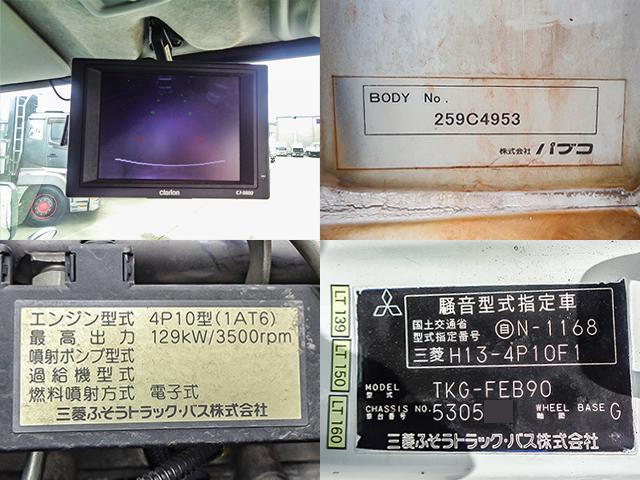 Clarion
CJ-5600
BODY No.
259C4953
株式会社 パブコ
エンジン型式 4P10型(1AT6)
最高出力 129kW/3500rpm
噴射ポンプ型式
過給機型式
燃料噴射方式 電子式
三菱ふそうトラック・バス株式会社
LT 139
LT 150
LT 160
騒音型式指定車
国土交通省
型式指定番号 自N-1168
三菱 H13-4P10F1
MODEL
型式 TKG-FEB90
CHASSIS NO. 5305 WHEEL BASE G
車台番号 軸距
三菱ふそうトラック・バス株式会社